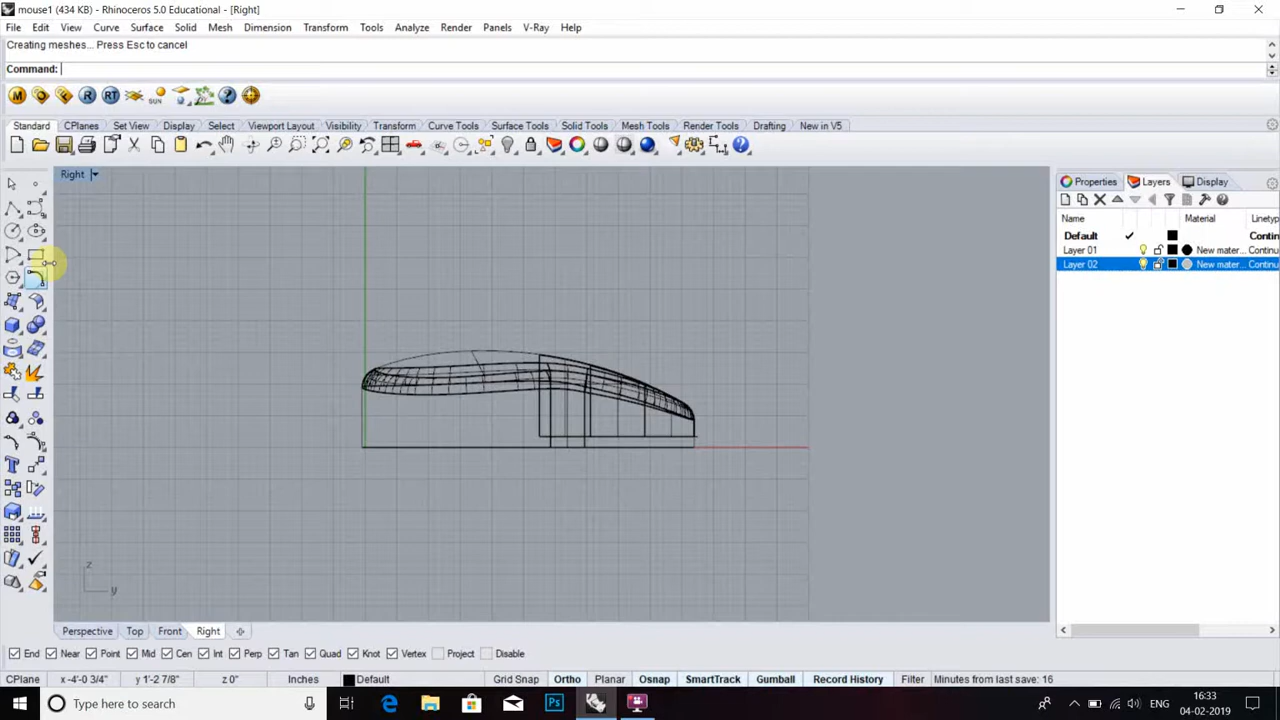 mouse1 (434 KB) - Rhinoceros 5.0 Educational - [Right]
File Edit View Curve Surface Solid Mesh Dimension Transform Tools Analyze Render Panels V-Ray Help
Creating meshes... Press Esc to cancel
Command:
M R RT SUN
Standard CPlanes Set View Display Select Viewport Layout Visibility Transform Curve Tools Surface Tools Solid Tools Mesh Tools Render Tools Drafting New in V5
Right
Properties Layers Display
Name Material Linetyp
Default Contin
Layer 01 New mater... Contin
Layer 02 New mater... Contin
z
y
Perspective Top Front Right
End Near Point Mid Cen Int Perp Tan Quad Knot Vertex Project Disable
CPlane x -4'-0 3/4" y 1'-2 7/8" z 0" Default Grid Snap Ortho Planar Osnap SmartTrack Gumball Record History Filter Minutes from last save: 16
Type here to search
Ps
ENG
16:33
04-02-2019